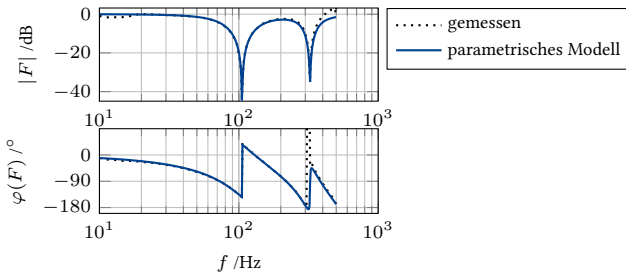 0
−20
−40
|F| /dB
10^1 10^2 10^3
gemessen
parametrisches Modell
0
−90
−180
φ(F) /°
10^1 10^2 10^3
f /Hz